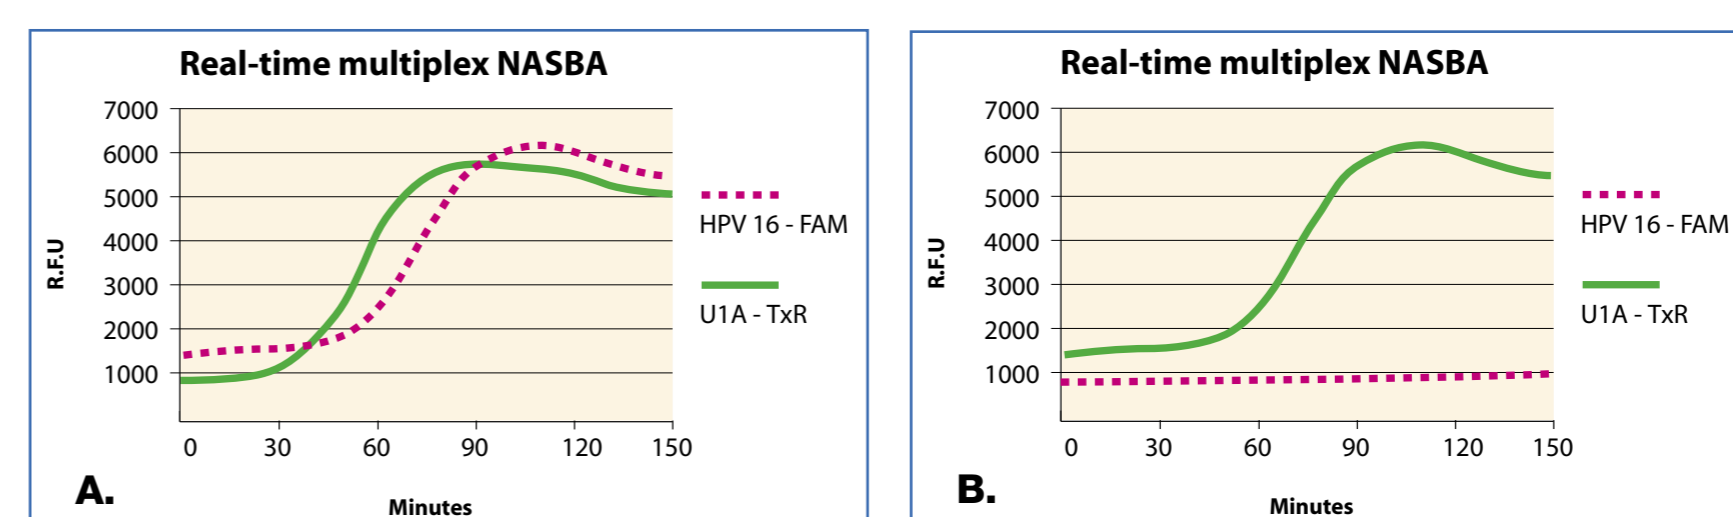 Real-time multiplex NASBA
7000
6000
5000
4000
3000
2000
1000
R.F.U
0 30 60 90 120 150
Minutes
HPV 16 - FAM
U1A - TxR
A.
Real-time multiplex NASBA
7000
6000
5000
4000
3000
2000
1000
R.F.U
0 30 60 90 120 150
Minutes
HPV 16 - FAM
U1A - TxR
B.